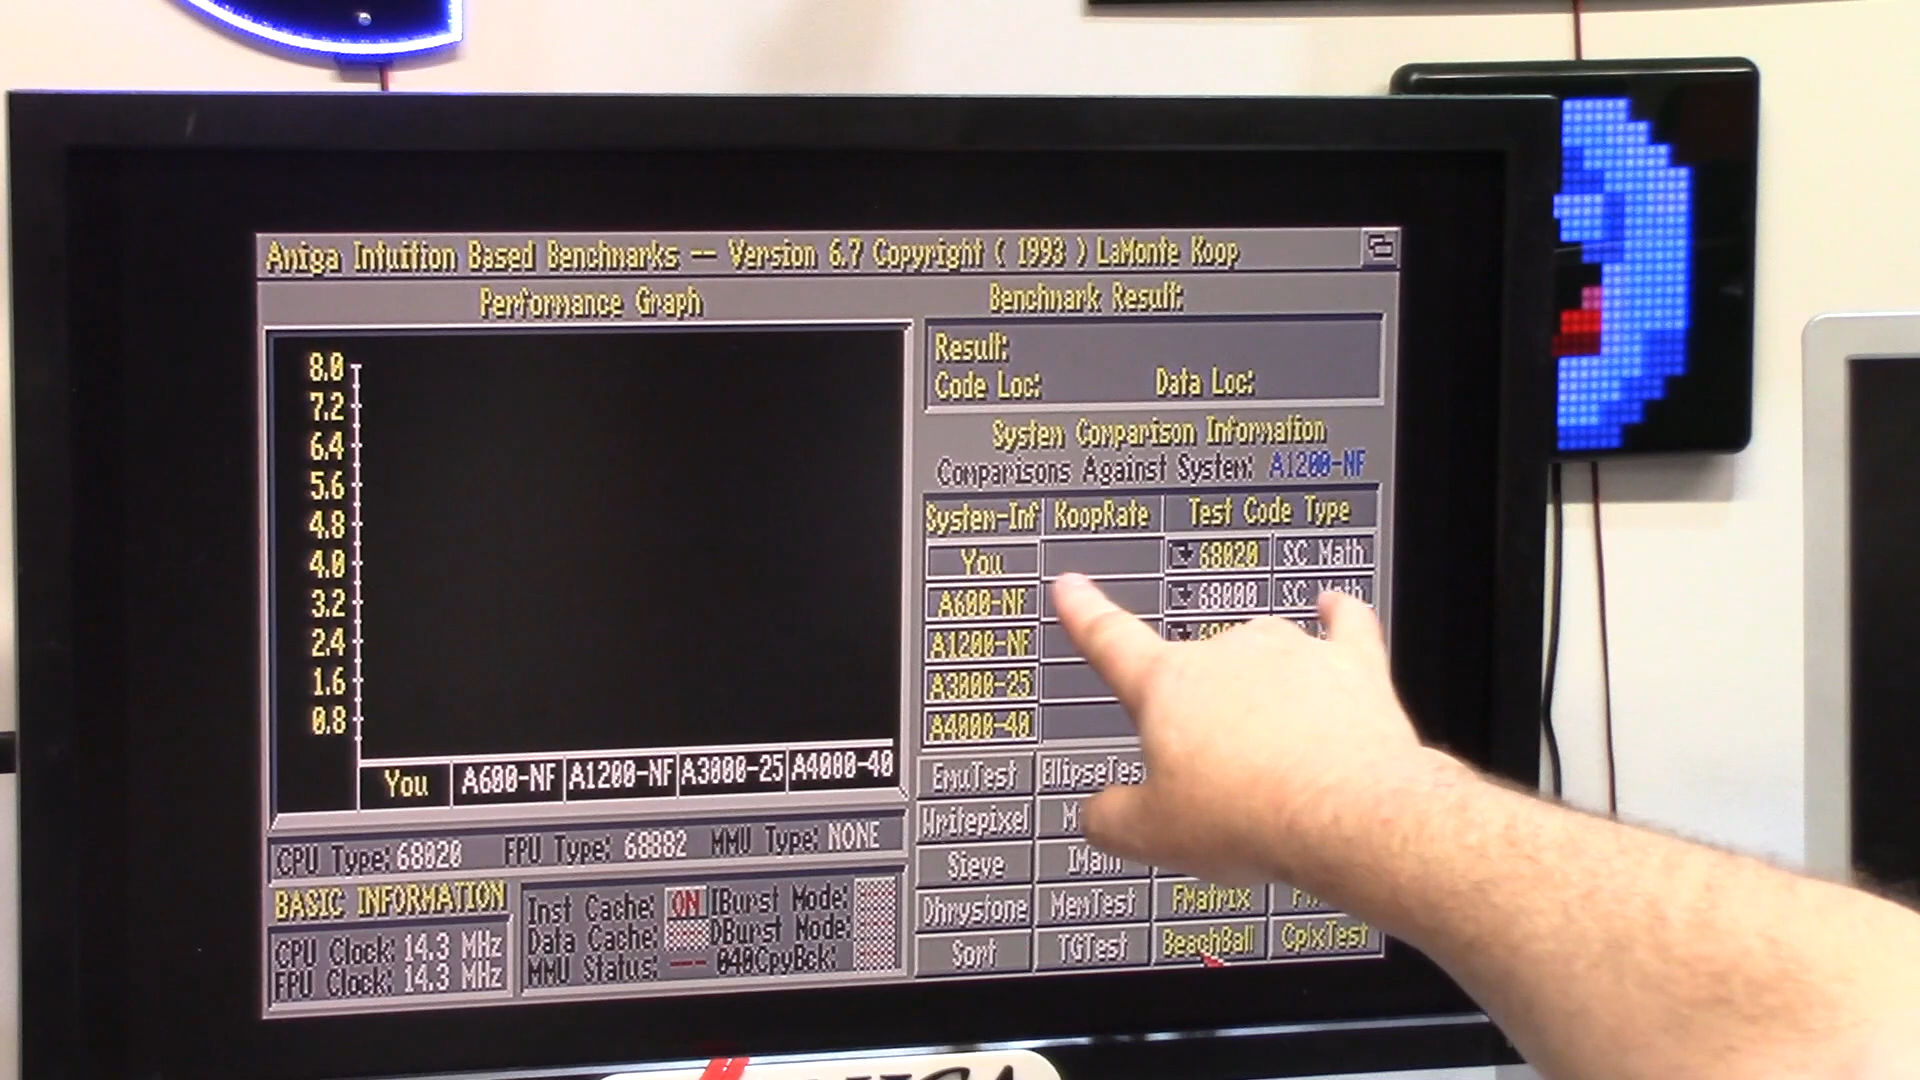 Amiga Intuition Based Benchmarks -- Version 6.7 Copyright ( 1993 ) LaMonte Koop
Performance Graph
8.0
7.2
6.4
5.6
4.8
4.0
3.2
2.4
1.6
0.8
You A600-NF A1200-NF A3000-25 A4000-40
CPU Type: 68020 FPU Type: 68882 MMU Type: NONE
BASIC INFORMATION
CPU Clock: 14.3 MHz
FPU Clock: 14.3 MHz
Inst Cache: ON IBurst Mode:
Data Cache: DBurst Mode:
MMU Status: --- 040CpyBck:
Benchmark Result:
Result:
Code Loc: Data Loc:
System Comparison Information
Comparisons Against System: A1200-NF
System-Inf KoopRate Test Code Type
You 68020 SC Math
A600-NF 68000 SC Math
A1200-NF
A3000-25
A4000-40
EmuTest EllipseTest
Writepixel
Sieve IMath
Dhrystone MemTest FMatrix
Sort TGTest BeachBall CplxTest